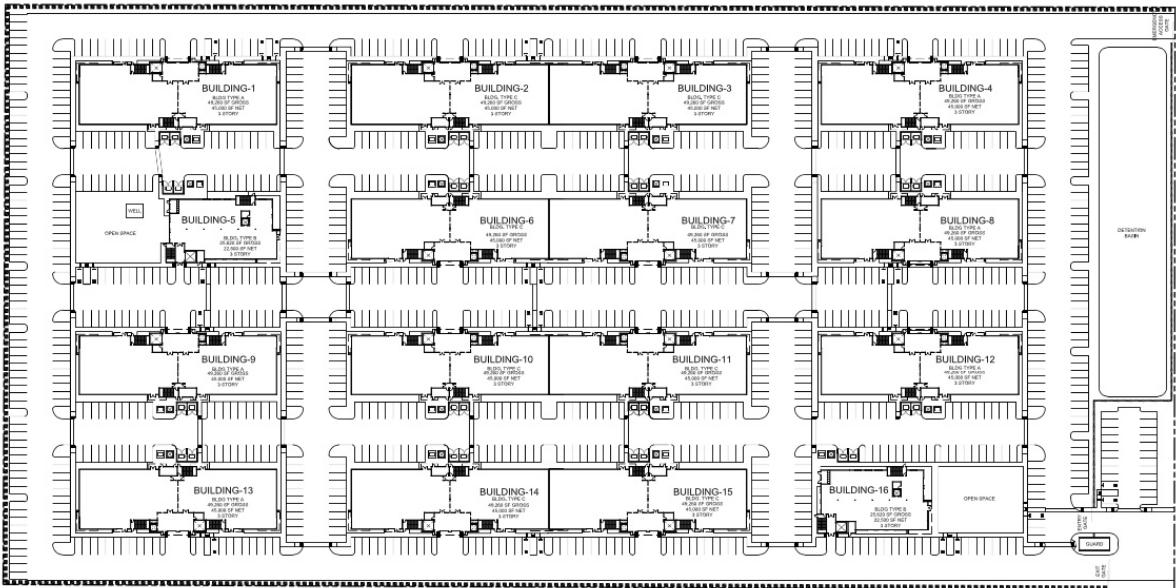 EMERGENCY
ACCESS
GATE
BUILDING-1
BLDG. TYPE A
49,260 SF GROSS
45,000 SF NET
3 STORY
BUILDING-2
BLDG. TYPE C
49,260 SF GROSS
45,000 SF NET
3 STORY
BUILDING-3
BLDG. TYPE C
49,260 SF GROSS
45,000 SF NET
3 STORY
BUILDING-4
BLDG. TYPE A
49,260 SF GROSS
45,000 SF NET
3 STORY
WELL
OPEN SPACE
BUILDING-5
BLDG. TYPE B
25,620 SF GROSS
22,500 SF NET
3 STORY
BUILDING-6
BLDG. TYPE C
49,260 SF GROSS
45,000 SF NET
3 STORY
BUILDING-7
BLDG. TYPE C
49,260 SF GROSS
45,000 SF NET
3 STORY
BUILDING-8
BLDG. TYPE A
49,260 SF GROSS
45,000 SF NET
3 STORY
DETENTION
BASIN
BUILDING-9
BLDG. TYPE A
49,260 SF GROSS
45,000 SF NET
3 STORY
BUILDING-10
BLDG. TYPE C
49,260 SF GROSS
45,000 SF NET
3 STORY
BUILDING-11
BLDG. TYPE C
49,260 SF GROSS
45,000 SF NET
3 STORY
BUILDING-12
BLDG. TYPE A
49,260 SF GROSS
45,000 SF NET
3 STORY
BUILDING-13
BLDG. TYPE A
49,260 SF GROSS
45,000 SF NET
3 STORY
BUILDING-14
BLDG. TYPE C
49,260 SF GROSS
45,000 SF NET
3 STORY
BUILDING-15
BLDG. TYPE C
49,260 SF GROSS
45,000 SF NET
3 STORY
BUILDING-16
BLDG. TYPE B
25,620 SF GROSS
22,500 SF NET
3 STORY
OPEN SPACE
ENTRY
GATE
GUARD
EXIT
GATE